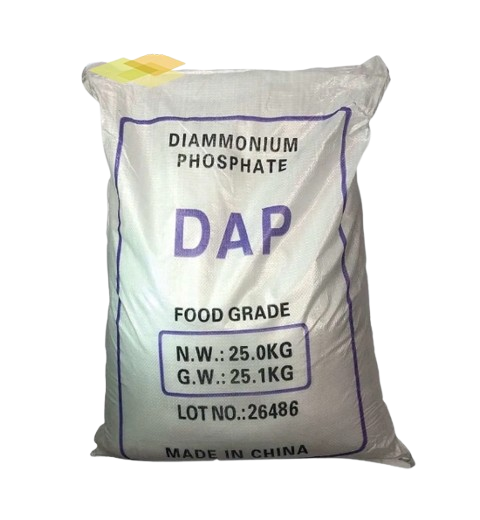 DIAMMONIUM
PHOSPHATE
DAP
FOOD GRADE
N.W.: 25.0KG
G.W.: 25.1KG
LOT NO.:26486
MADE IN CHINA